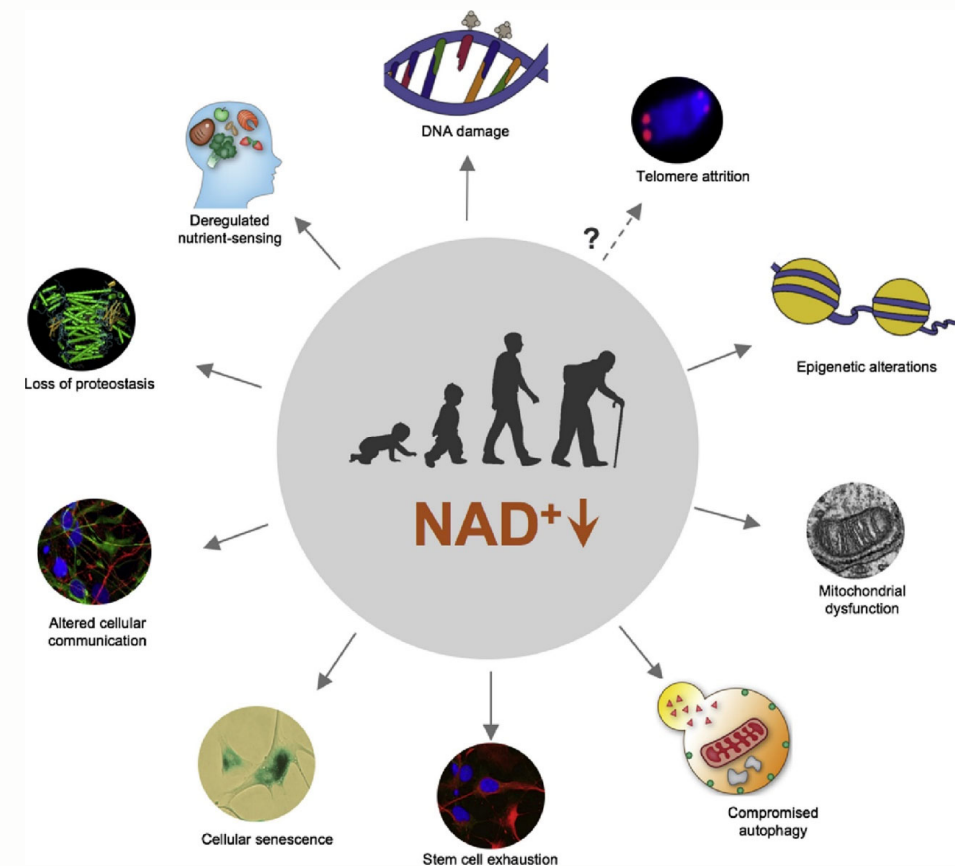 DNA damage
Telomere attrition
?
Deregulated
nutrient-sensing
Epigenetic alterations
Loss of proteostasis
NAD⁺↓
Mitochondrial
dysfunction
Altered cellular
communication
Compromised
autophagy
Cellular senescence
Stem cell exhaustion